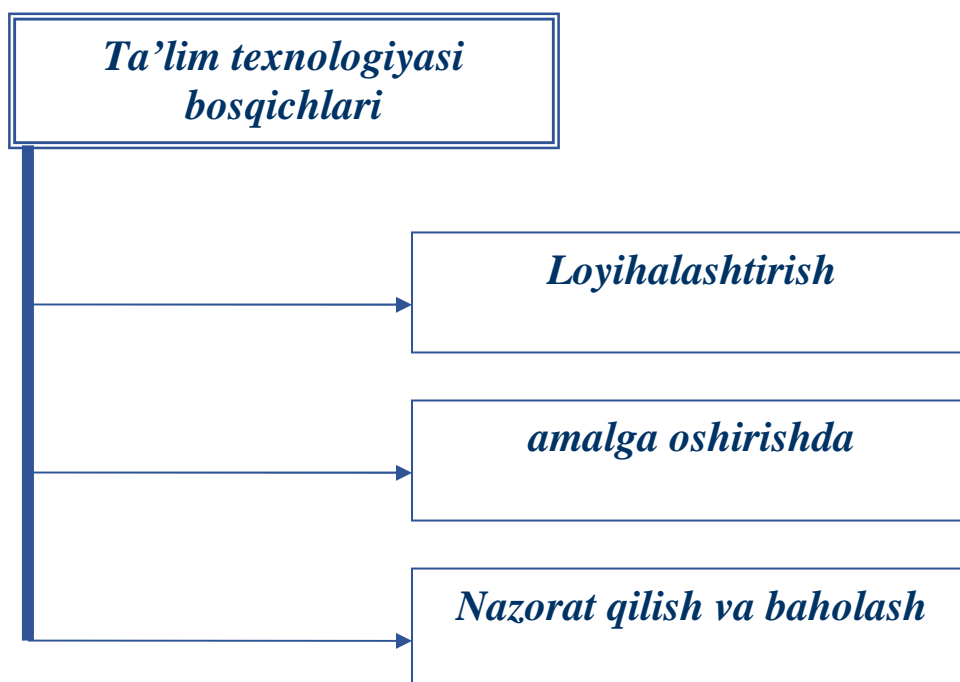 Ta’lim texnologiyasi
bosqichlari
Loyihalashtirish
amalga oshirishda
Nazorat qilish va baholash